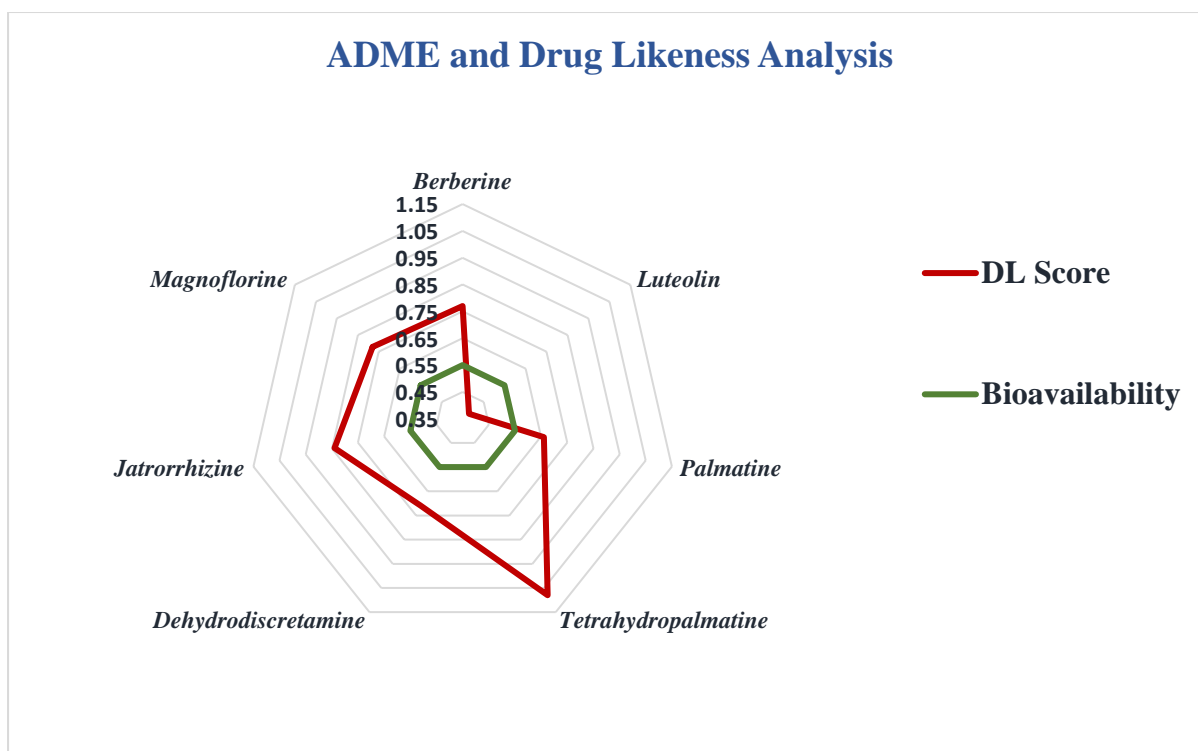 ADME and Drug Likeness Analysis
Berberine
1.15
1.05
0.95
0.85
0.75
0.65
0.55
0.45
0.35
Magnoflorine
Luteolin
Jatrorrhizine
Palmatine
Dehydrodiscretamine
Tetrahydropalmatine
DL Score
Bioavailability